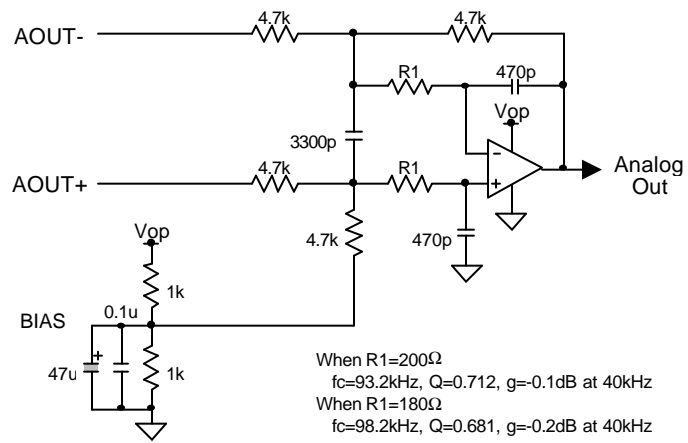 4.7k
4.7k
AOUT-
R1
470p
Vop
3300p
4.7k
R1
Analog
Out
AOUT+
Vop
4.7k
470p
1k
BIAS
0.1u
47u
+
1k
-
+
When R1=200Ω
fc=93.2kHz, Q=0.712, g=-0.1dB at 40kHz
When R1=180Ω
fc=98.2kHz, Q=0.681, g=-0.2dB at 40kHz